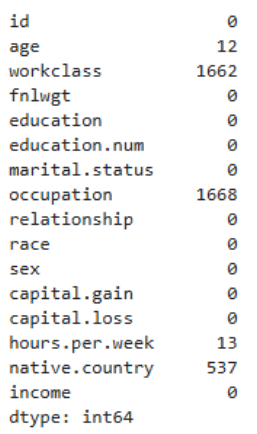 id 0
age 12
workclass 1662
fnlwgt 0
education 0
education.num 0
marital.status 0
occupation 1668
relationship 0
race 0
sex 0
capital.gain 0
capital.loss 0
hours.per.week 13
native.country 537
income 0
dtype: int64